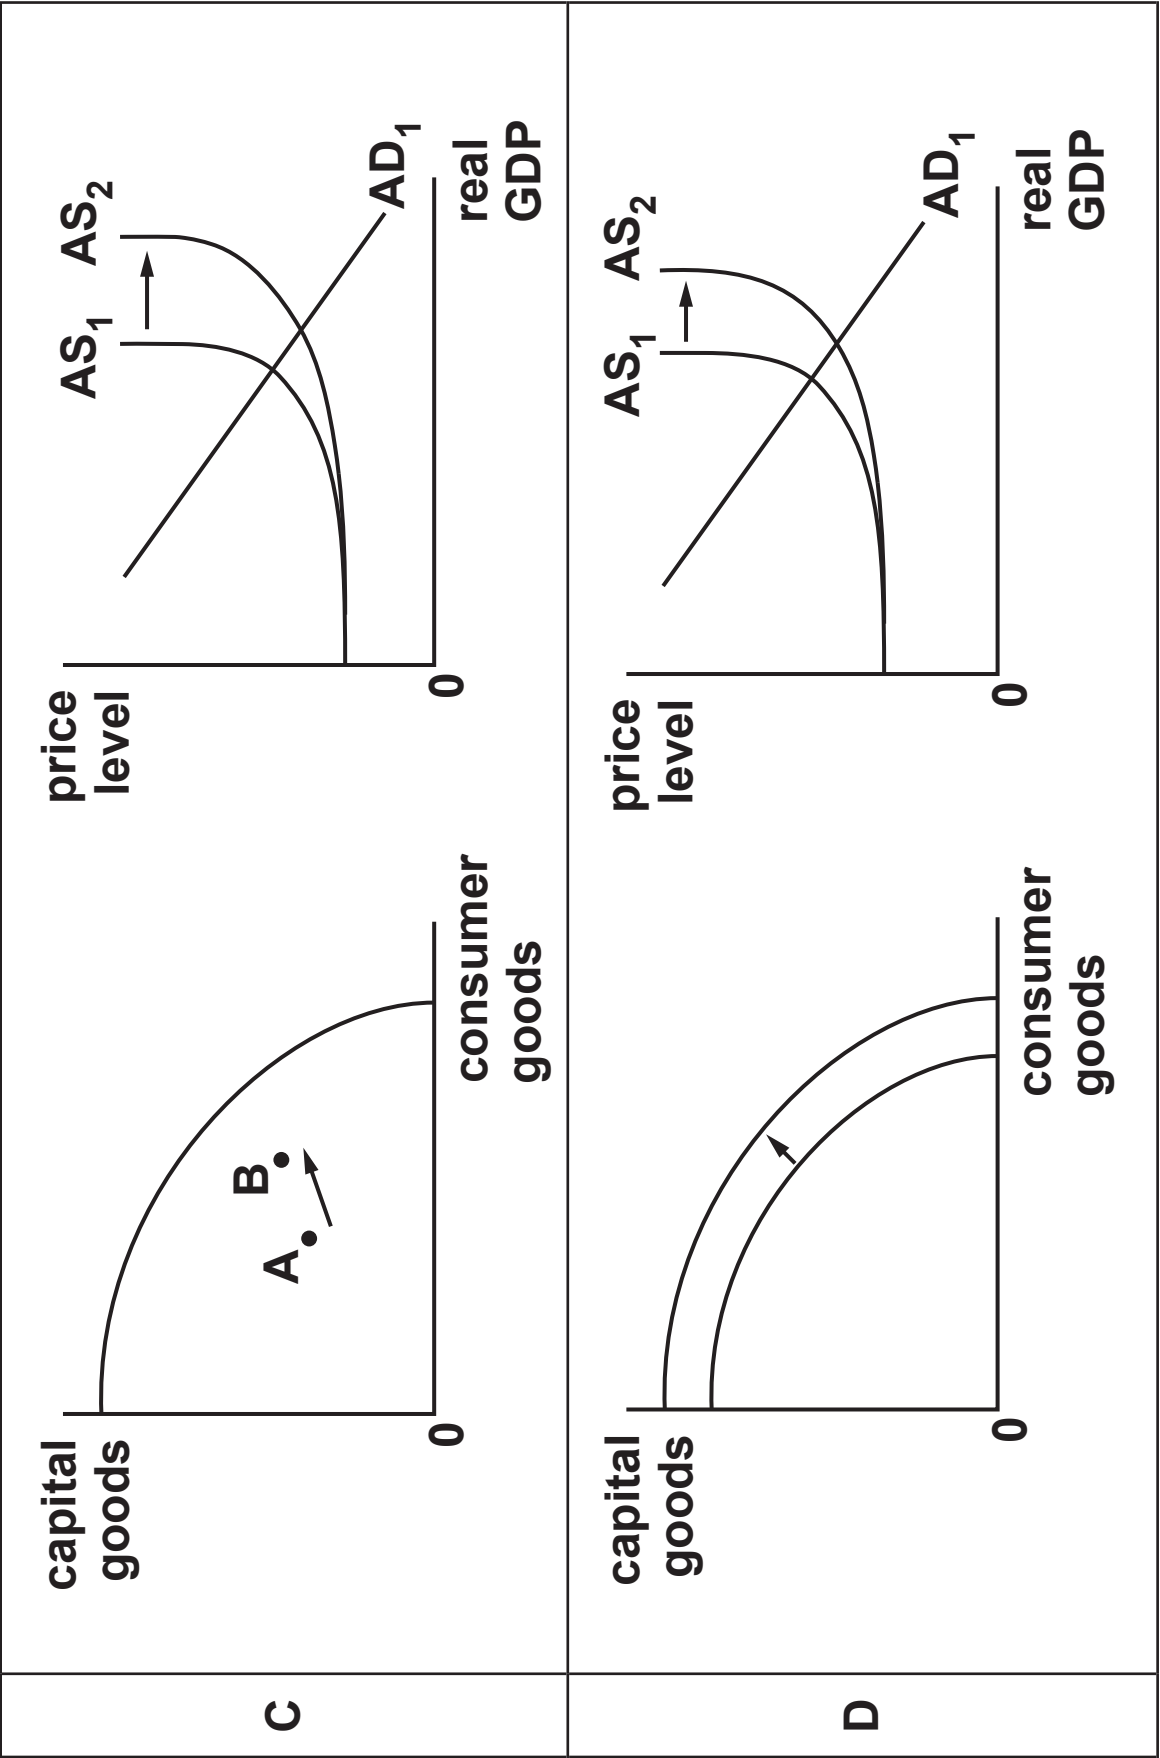 C
capital
goods
B
A
0
consumer
goods
price
level
AS₁
AS₂
AD₁
0
real
GDP
D
capital
goods
0
consumer
goods
price
level
AS₁
AS₂
AD₁
0
real
GDP